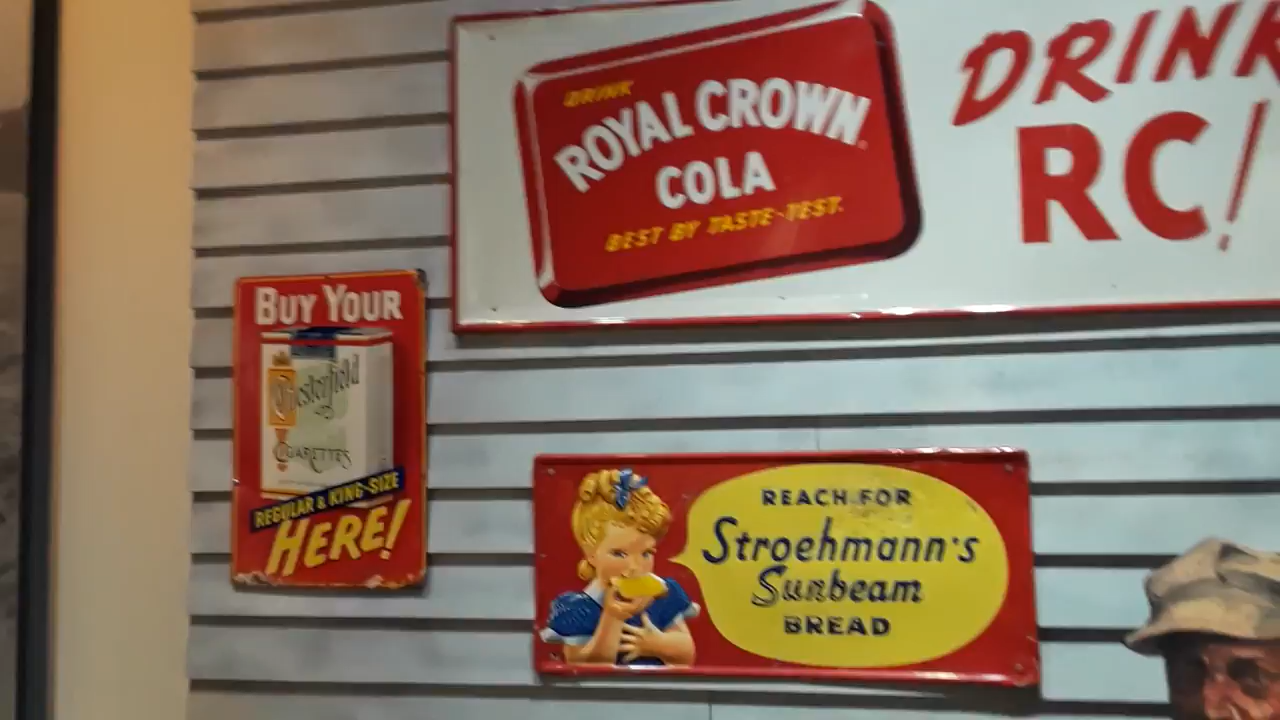 DRINK
ROYAL CROWN
COLA
BEST BY TASTE-TEST.
DRINK
RC!
BUY YOUR
Chesterfield
CIGARETTES
REGULAR & KING-SIZE
HERE!
REACH FOR
Stroehmann's
Sunbeam
BREAD